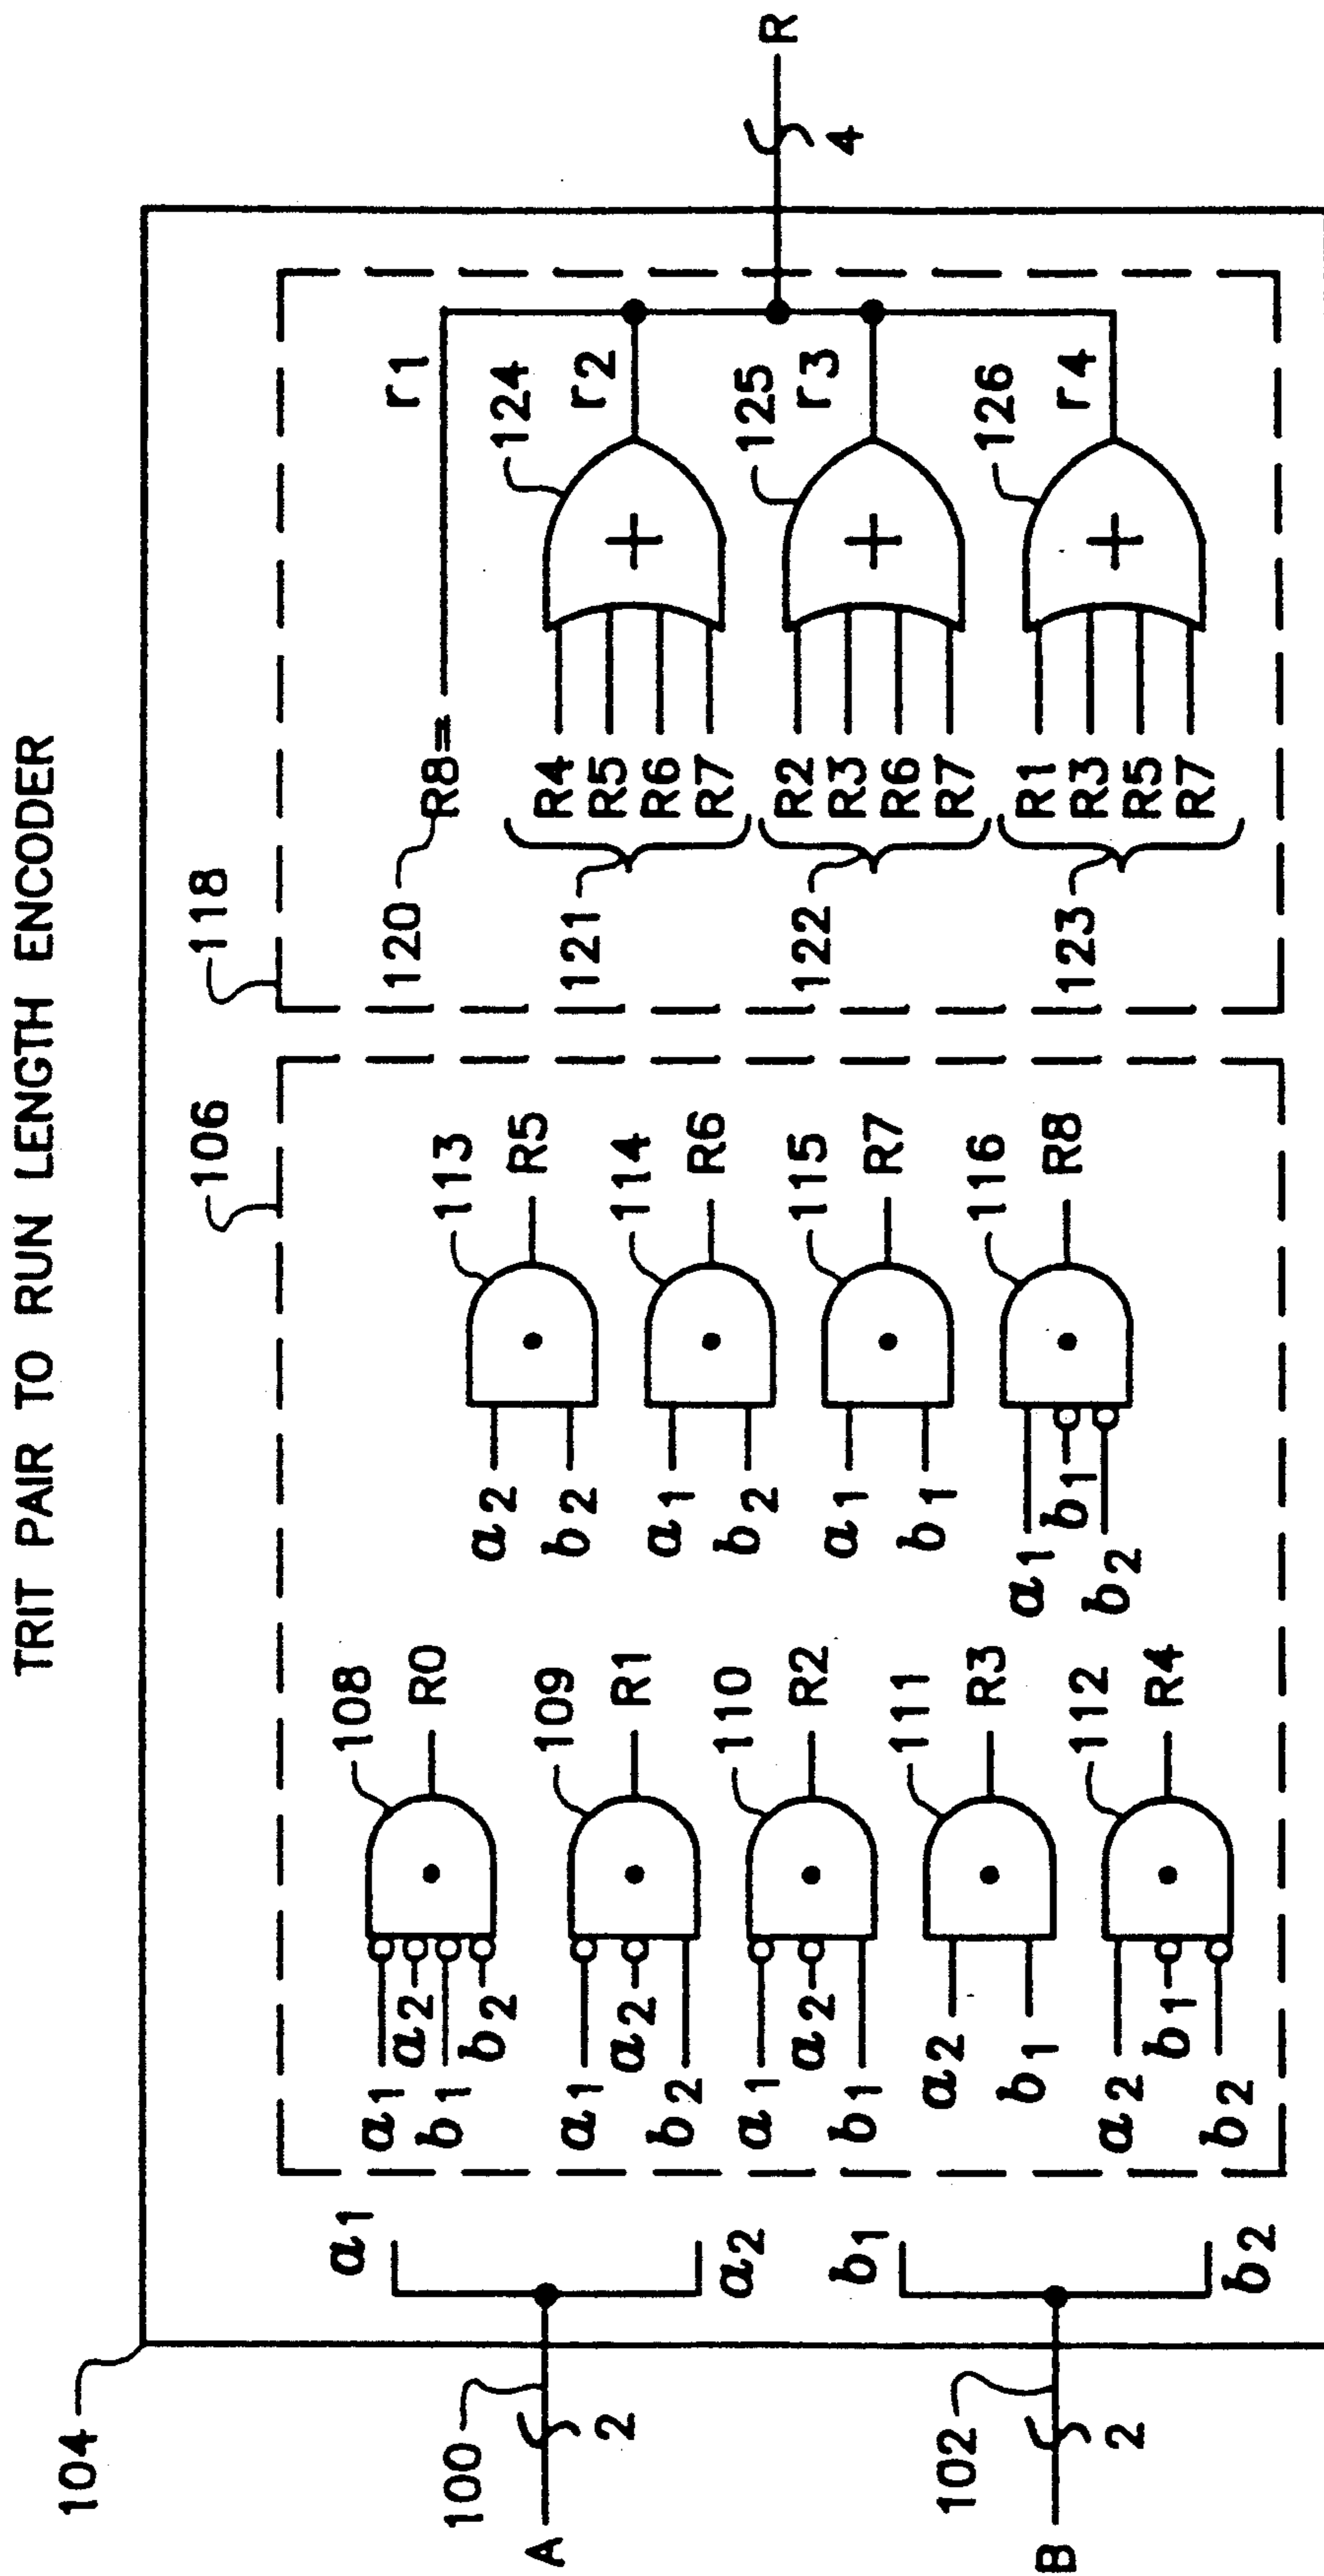 TRIT PAIR TO RUN LENGTH ENCODER
104
106
118
A
100
2
a1
a2
B
102
2
b1
b2
a1
a2
b1
b2
108
R0
a1
a2
b2
109
R1
a1
a2
b1
110
R2
a2
b1
111
R3
a2
b1
b2
112
R4
a2
b2
113
R5
a1
b2
114
R6
a1
b1
115
R7
a1
b1
b2
116
R8
120
R8=
r1
121
R4
R5
R6
R7
+
124
r2
122
R2
R3
R6
R7
+
125
r3
123
R1
R3
R5
R7
+
126
r4
4
R